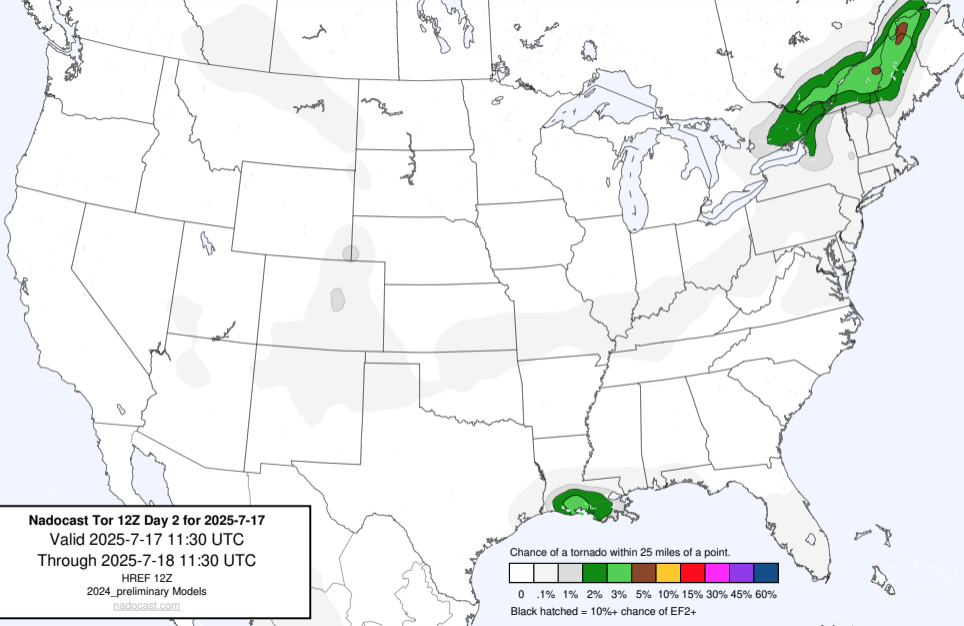 Nadocast Tor 12Z Day 2 for 2025-7-17
Valid 2025-7-17 11:30 UTC
Through 2025-7-18 11:30 UTC
HREF 12Z
2024_preliminary Models
nadocast.com
Chance of a tornado within 25 miles of a point.
0 .1% 1% 2% 3% 5% 10% 15% 30% 45% 60%
Black hatched = 10%+ chance of EF2+